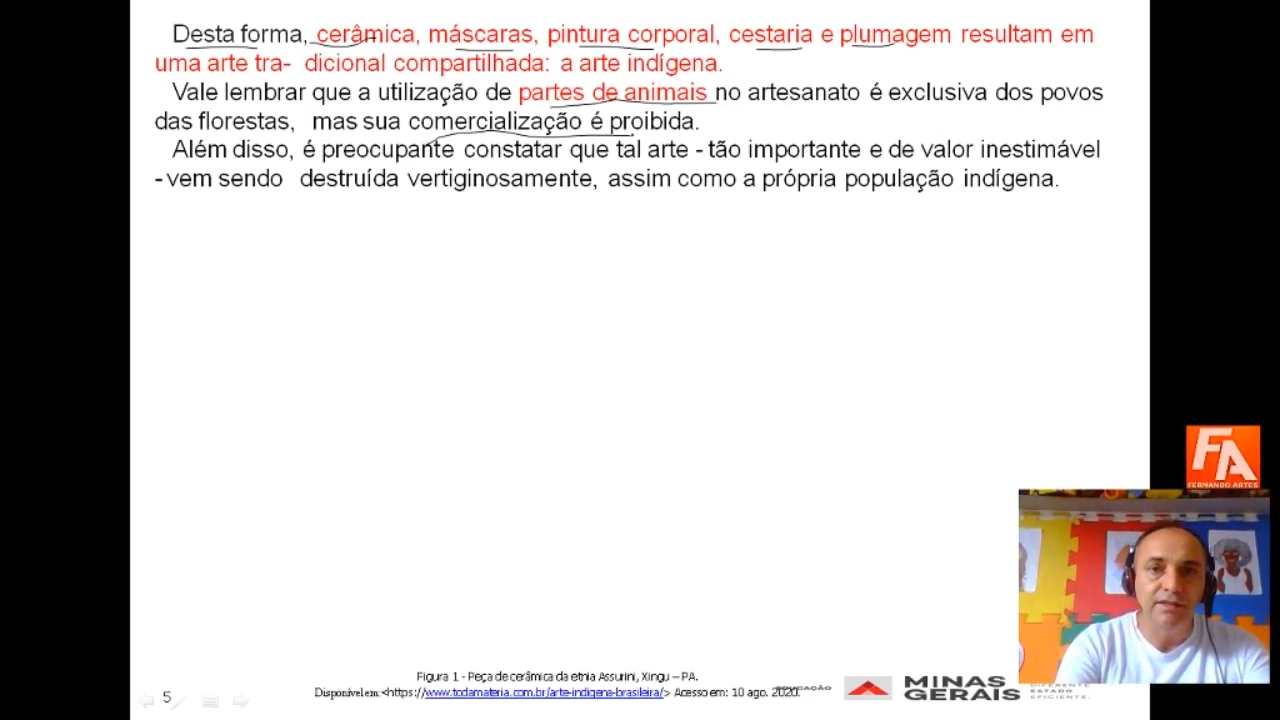 Desta forma, cerâmica, máscaras, pintura corporal, cestaria e plumagem resultam em
uma arte tra- dicional compartilhada: a arte indígena.
Vale lembrar que a utilização de partes de animais no artesanato é exclusiva dos povos
das florestas, mas sua comercialização é proibida.
Além disso, é preocupante constatar que tal arte - tão importante e de valor inestimável
- vem sendo destruída vertiginosamente, assim como a própria população indígena.
FA
FERNANDO ARTES
Figura 1 - Peça de cerâmica da etnia Assurini, Xingu – PA.
Disponível em: <https://www.todamateria.com.br/arte-indigena-brasileira/> Acesso em: 10 ago. 2020.
5
EDUCAÇÃO
MINAS
GERAIS
DIFERENTE
ESTADO
EFICIENTE.